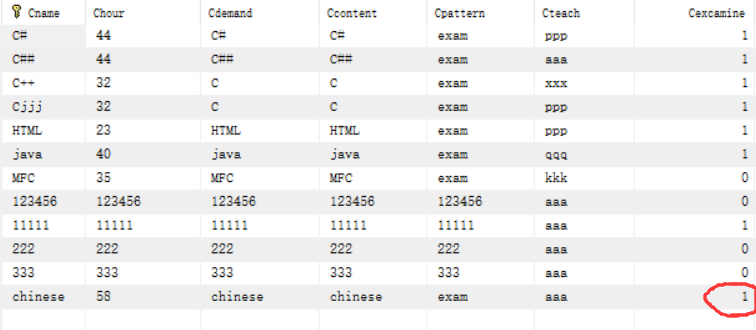 Cname Chour Cdemand Ccontent Cpattern Cteach Cexcamine
C# 44 C# C# exam ppp 1
C## 44 C## C## exam aaa 1
C++ 32 C C exam xxx 1
Cjjj 32 C C exam ppp 1
HTML 23 HTML HTML exam ppp 1
java 40 java java exam qqq 1
MFC 35 MFC MFC exam kkk 0
123456 123456 123456 123456 123456 aaa 0
11111 11111 11111 11111 11111 aaa 1
222 222 222 222 222 aaa 0
333 333 333 333 333 aaa 0
chinese 58 chinese chinese exam aaa 1